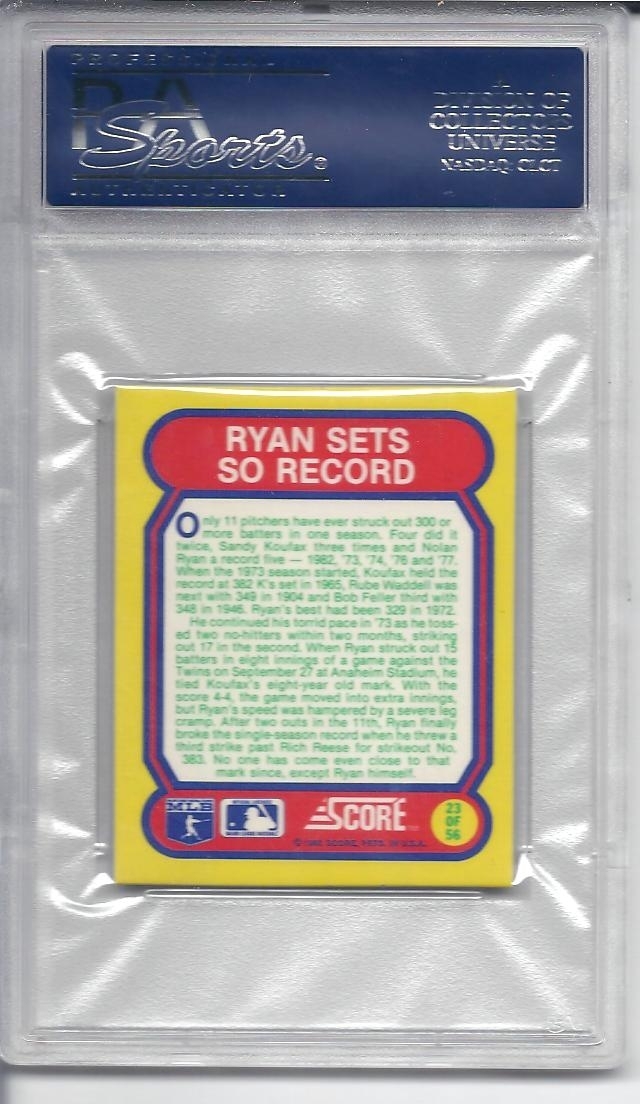 PROFESSIONAL
PSA
Sports®
AUTHENTICATOR
A
DIVISION OF
COLLECTORS
UNIVERSE
NASDAQ: CLCT
RYAN SETS
SO RECORD
Only 11 pitchers have ever struck out 300 or
more batters in one season. Four did it
twice, Sandy Koufax three times and Nolan
Ryan a record five — 1982, '73, '74, '76 and '77.
When the 1973 season started, Koufax held the
record at 382 K's set in 1965, Rube Waddell was
next with 349 in 1904 and Bob Feller third with
348 in 1946. Ryan's best had been 329 in 1972.
He continued his torrid pace in '73 as he toss-
ed two no-hitters within two months, striking
out 17 in the second. When Ryan struck out 15
batters in eight innings of a game against the
Twins on September 27 at Anaheim Stadium, he
tied Koufax's eight-year old mark. With the
score 4-4, the game moved into extra innings,
but Ryan's speed was hampered by a severe leg
cramp. After two outs in the 11th, Ryan finally
broke the single-season record when he threw a
third strike past Rich Reese for strikeout No.
383. No one has come even close to that
mark since, except Ryan himself.
MLB
SCORE™
23
OF
56
SCORE, PRTD. IN U.S.A.